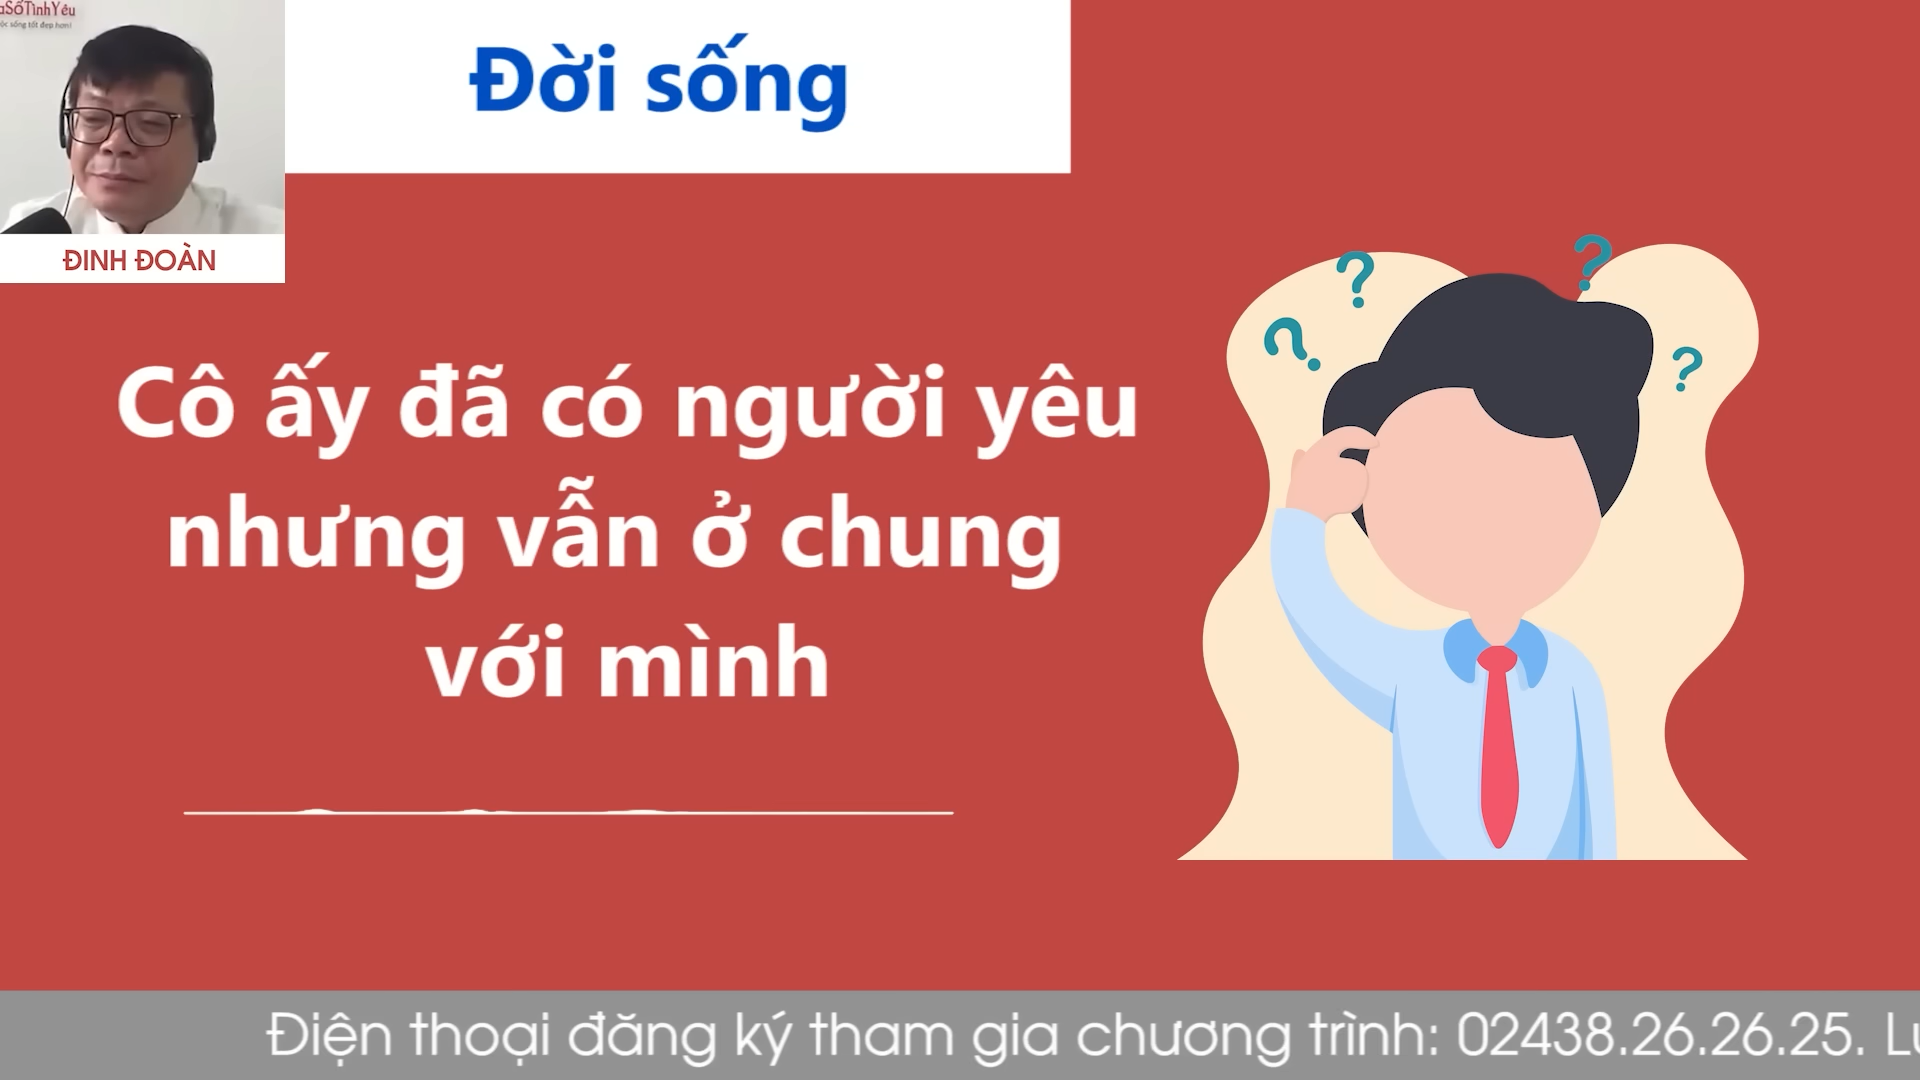 Đời sống
ĐINH ĐOÀN
Cô ấy đã có người yêu
nhưng vẫn ở chung
với mình
Điện thoại đăng ký tham gia chương trình: 02438.26.26.25.